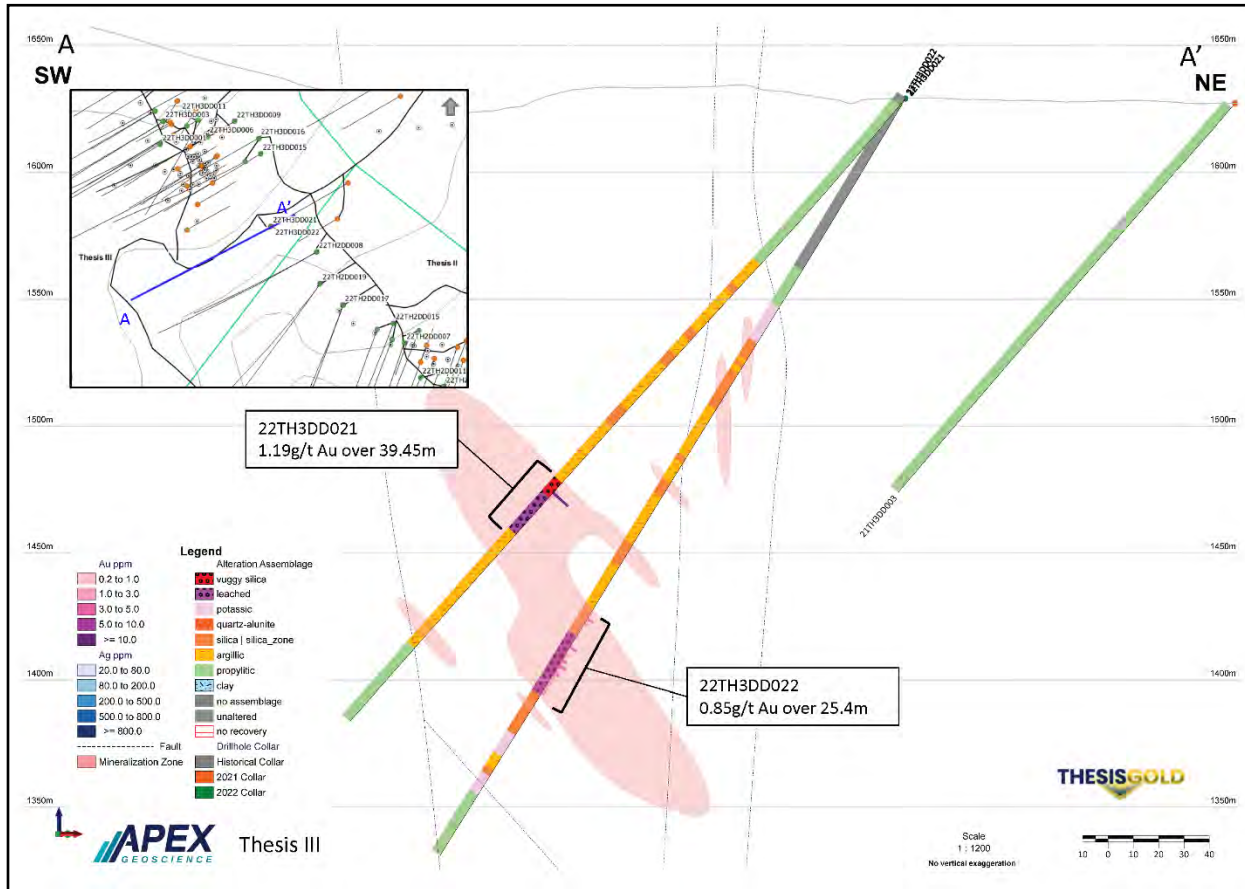 A
SW
A'
NE
1650m
1650m
22TH3DD022
22TH3DD021
22TH3DD011
22TH3DD003
22TH3DD009
22TH3DD001
22TH3DD006
22TH3DD016
22TH3DD015
A'
22TH3DD021
22TH3DD022
22TH2DD008
Thesis III
Thesis II
22TH2DD019
22TH2DD017
A
22TH2DD015
22TH2DD007
22TH2DD011
1600m
1600m
1550m
1550m
1500m
1500m
22TH3DD021
1.19g/t Au over 39.45m
21TH3DD003
1450m
1450m
1400m
1400m
22TH3DD022
0.85g/t Au over 25.4m
1350m
1350m
Legend
Au ppm
0.2 to 1.0
1.0 to 3.0
3.0 to 5.0
5.0 to 10.0
>= 10.0
Ag ppm
20.0 to 80.0
80.0 to 200.0
200.0 to 500.0
500.0 to 800.0
>= 800.0
Fault
Mineralization Zone
Alteration Assemblage
vuggy silica
leached
potassic
quartz-alunite
silica | silica_zone
argillic
propylitic
clay
no assemblage
unaltered
no recovery
Drillhole Collar
Historical Collar
2021 Collar
2022 Collar
APEX
GEOSCIENCE
Thesis III
THESISGOLD
Scale
1 : 1200
No vertical exaggeration
10 0 10 20 30 40